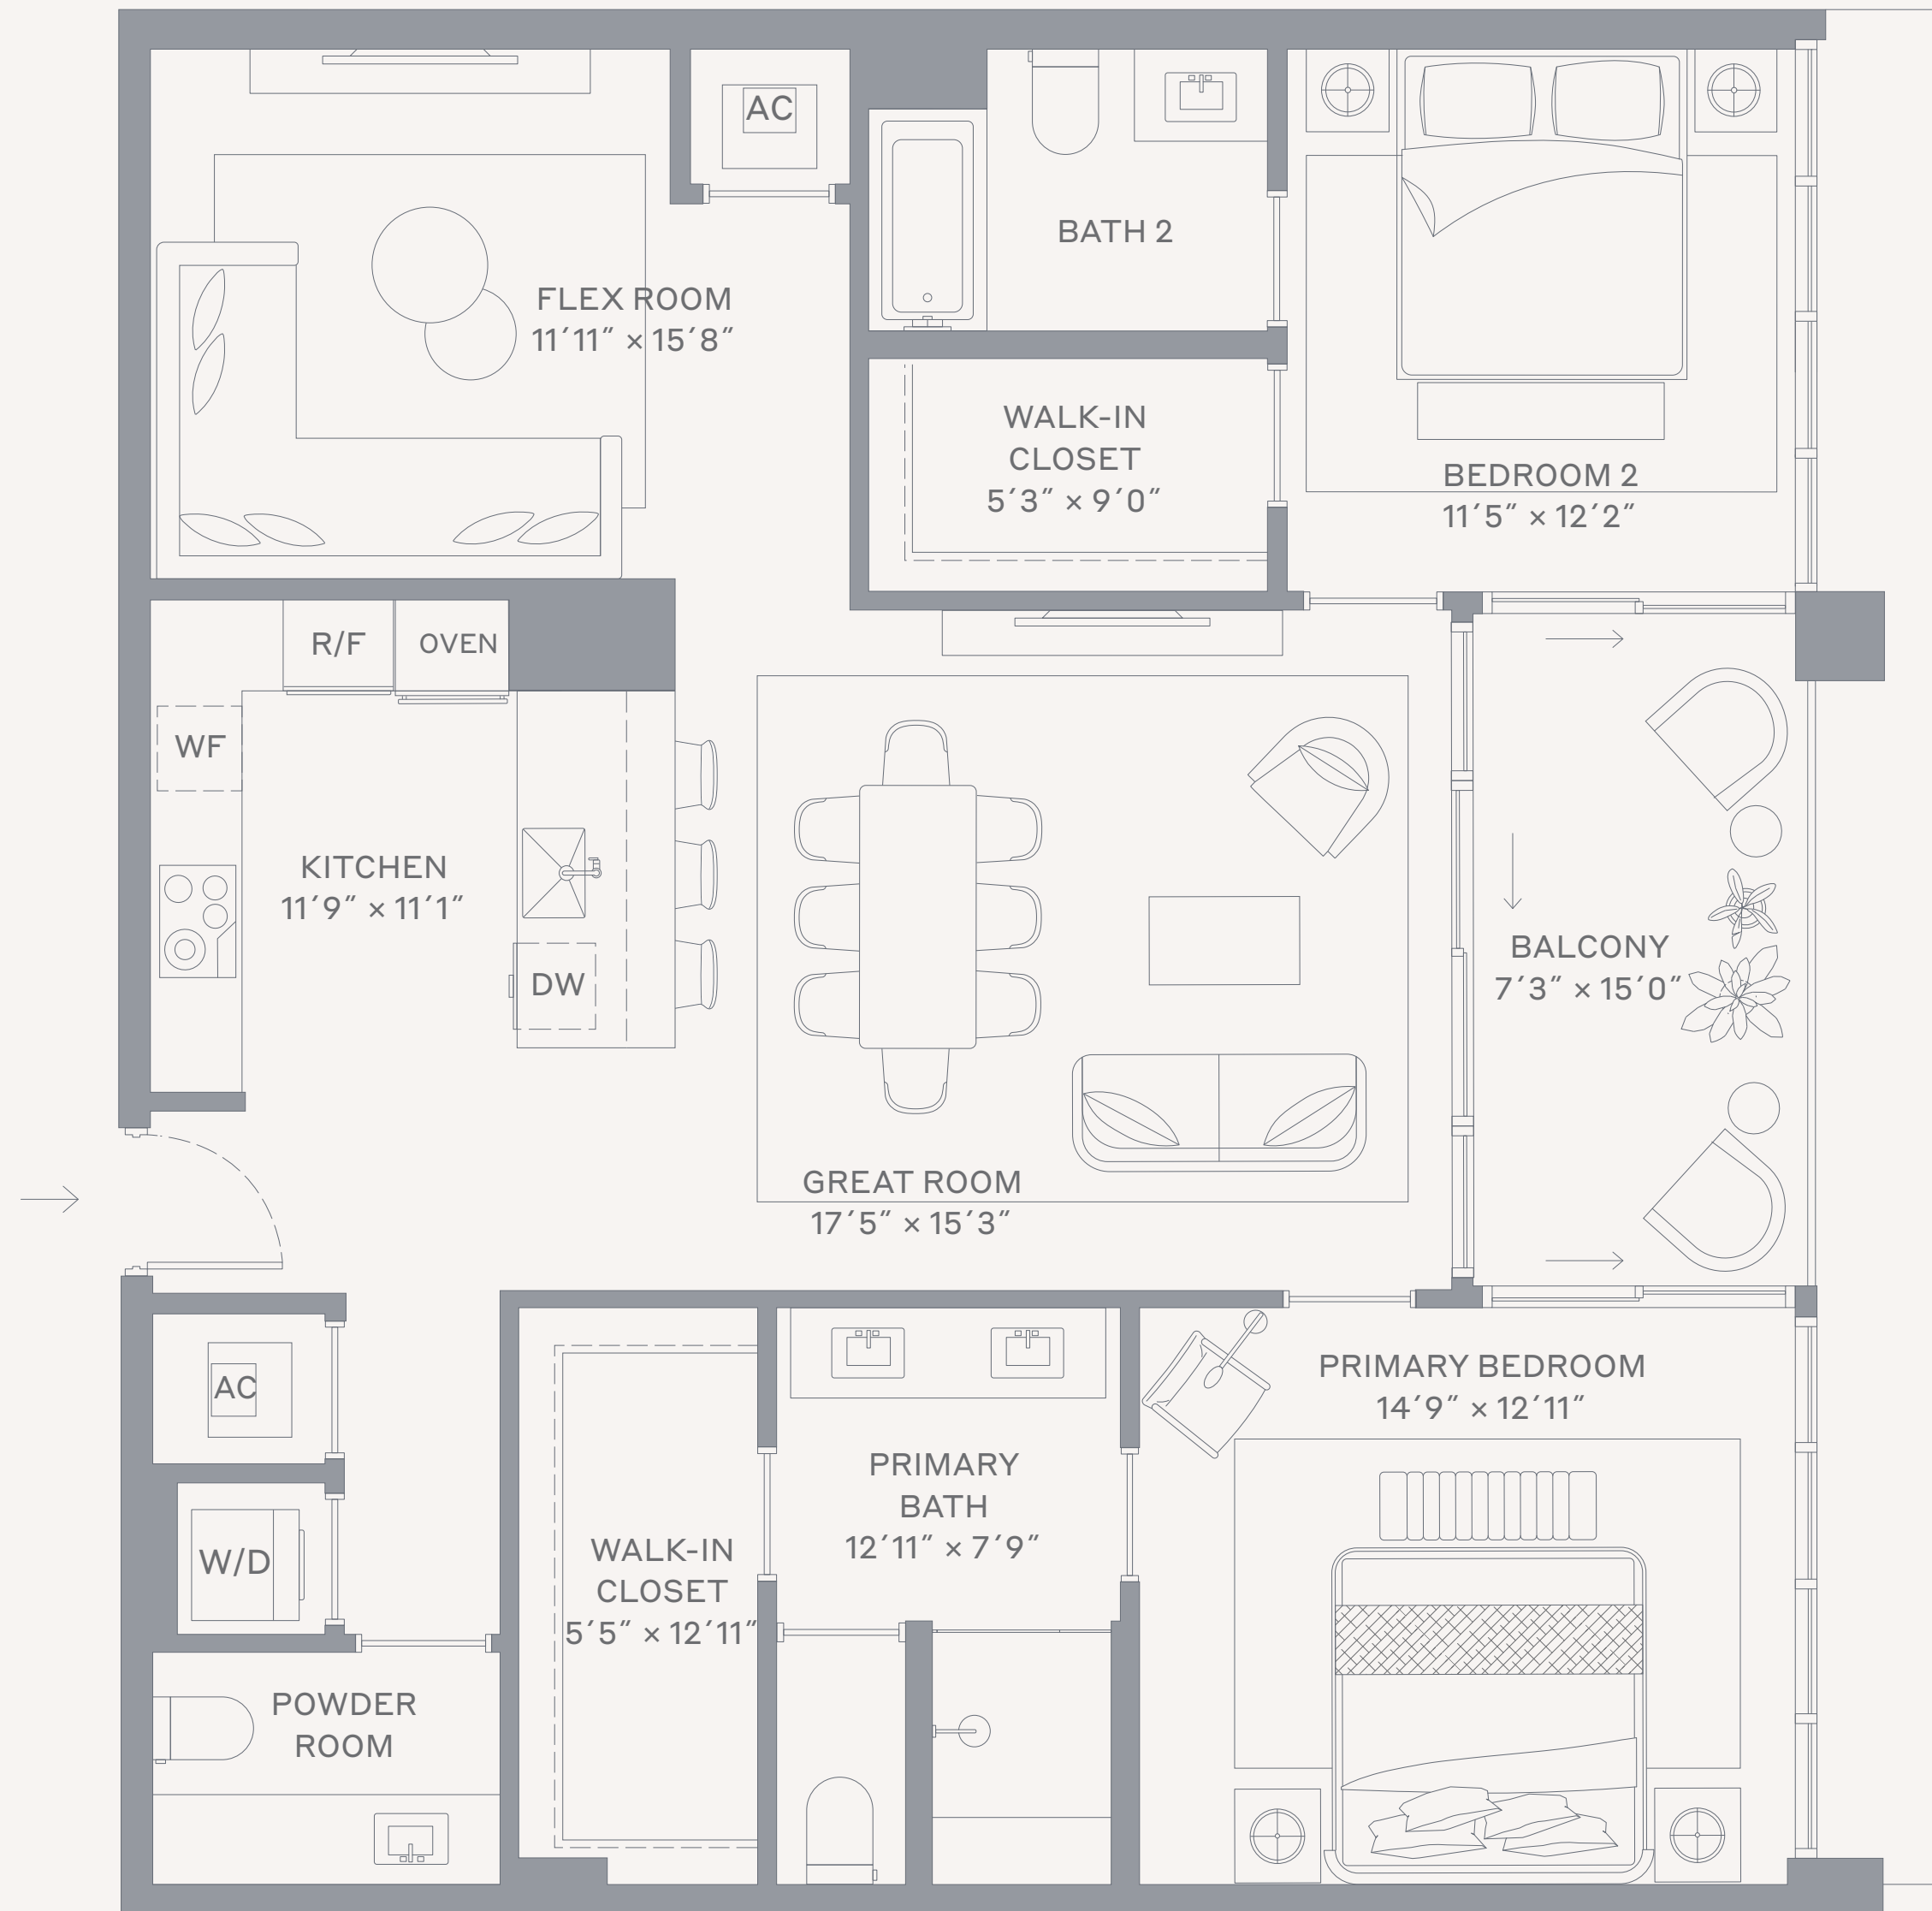 AC
BATH 2
FLEX ROOM
11′11″ × 15′8″
WALK-IN
CLOSET
5′3″ × 9′0″
BEDROOM 2
11′5″ × 12′2″
R/F
OVEN
WF
KITCHEN
11′9″ × 11′1″
DW
BALCONY
7′3″ × 15′0″
GREAT ROOM
17′5″ × 15′3″
AC
PRIMARY BEDROOM
14′9″ × 12′11″
PRIMARY
BATH
12′11″ × 7′9″
W/D
WALK-IN
CLOSET
5′5″ × 12′11″
POWDER
ROOM